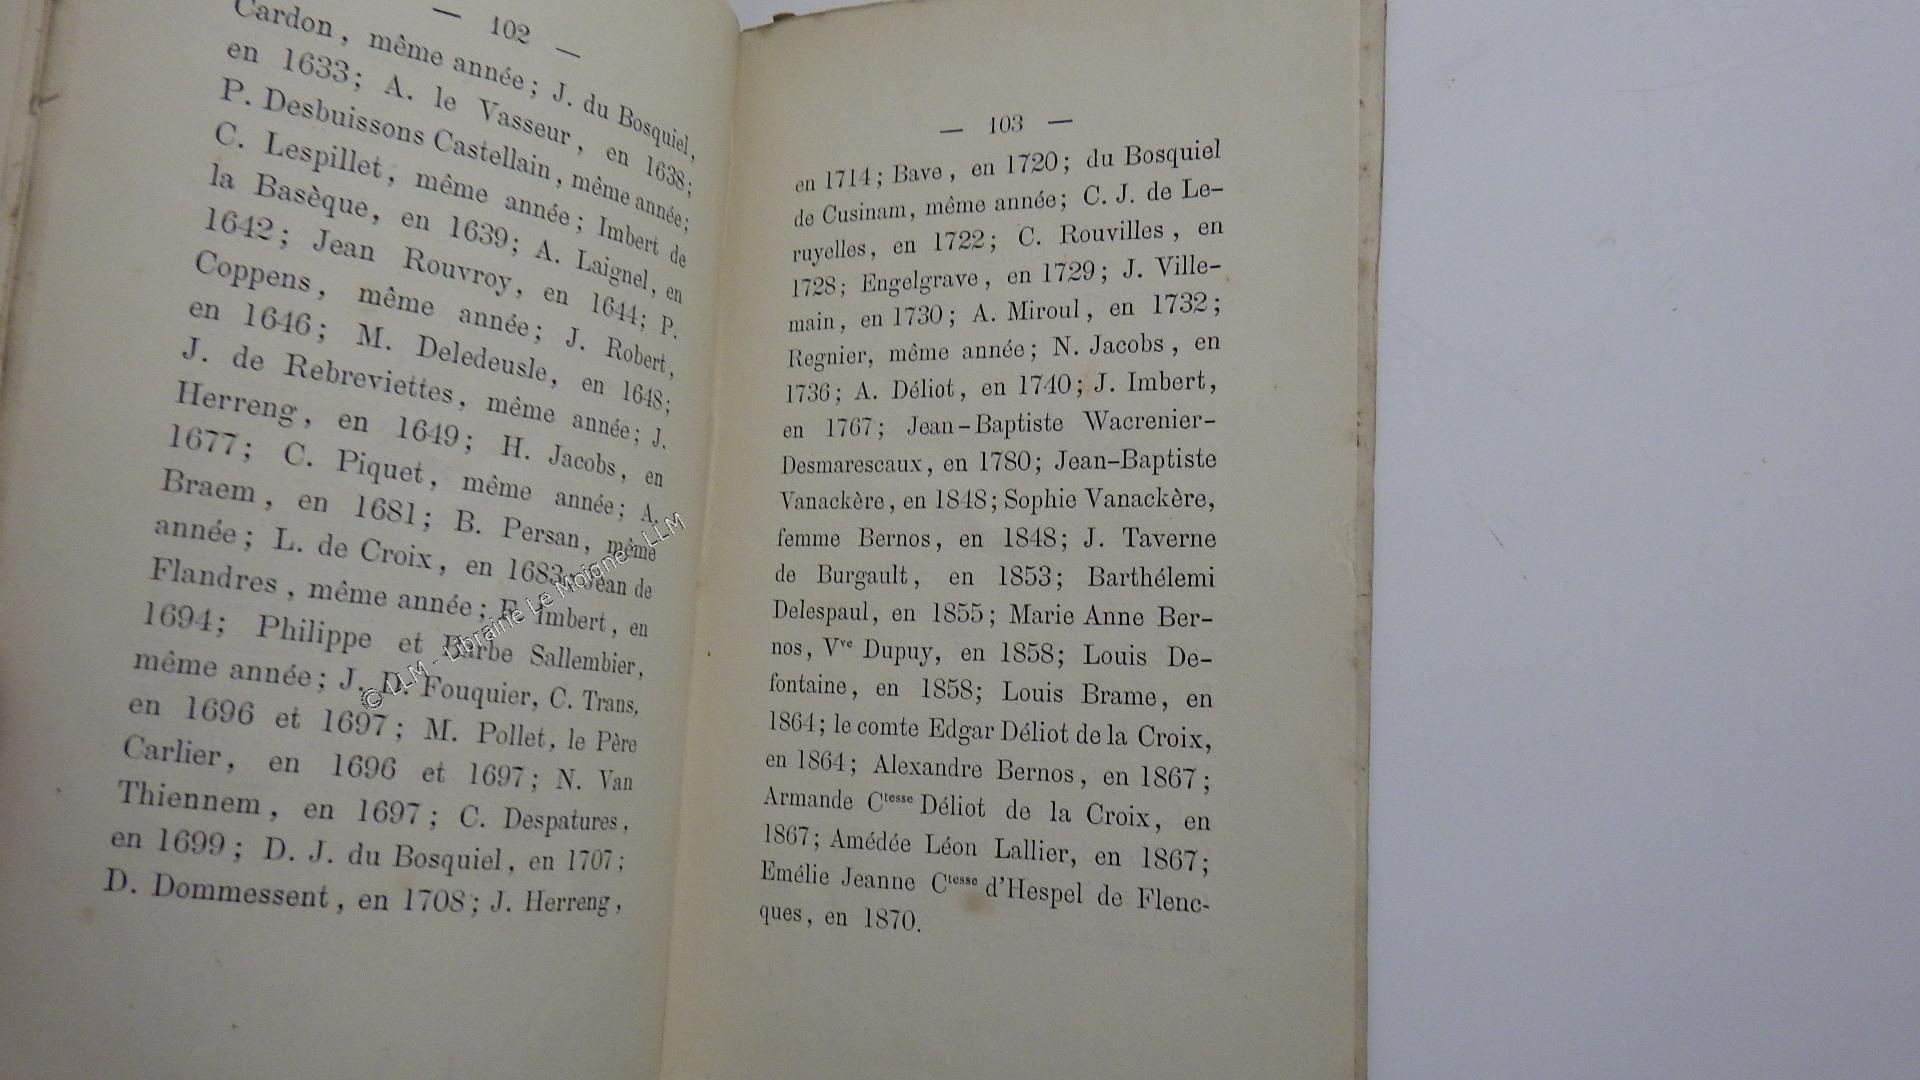 — 102 —
Cardon, même année; J. du Bosquiel,
en 1633; A. le Vasseur, en 1638;
P. Desbuissons Castellain, même année;
C. Lespillet, même année; Imbert de
la Basèque, en 1639; A. Laignel, en
1642; Jean Rouvroy, en 1644; P.
Coppens, même année; J. Robert,
en 1646; M. Deledeusle, en 1648;
J. de Rebreviettes, même année; J.
Herreng, en 1649; H. Jacobs, en
1677; C. Piquet, même année; A.
Braem, en 1681; B. Persan, même
année; L. de Croix, en 1683; Jean de
Flandres, même année; E. Imbert, en
1694; Philippe et Barbe Sallembier,
même année; J. D. Fouquier, C. Trans,
en 1696 et 1697; M. Pollet, le Père
Carlier, en 1696 et 1697; N. Van
Thiennem, en 1697; C. Despatures,
en 1699; D. J. du Bosquiel, en 1707;
D. Dommessent, en 1708; J. Herreng,
© LLM - Librairie Le Moigne - LLM
— 103 —
en 1714; Bave, en 1720; du Bosquiel
de Cusinam, même année; C. J. de Le-
ruyelles, en 1722; C. Rouvilles, en
1728; Engelgrave, en 1729; J. Ville-
main, en 1730; A. Miroul, en 1732;
Regnier, même année; N. Jacobs, en
1736; A. Déliot, en 1740; J. Imbert,
en 1767; Jean-Baptiste Wacrenier-
Desmarescaux, en 1780; Jean-Baptiste
Vanackère, en 1848; Sophie Vanackère,
femme Bernos, en 1848; J. Taverne
de Burgault, en 1853; Barthélemi
Delespaul, en 1855; Marie Anne Ber-
nos, Vve Dupuy, en 1858; Louis De-
fontaine, en 1858; Louis Brame, en
1864; le comte Edgar Déliot de la Croix,
en 1864; Alexandre Bernos, en 1867;
Armande Ctesse Déliot de la Croix, en
1867; Amédée Léon Lallier, en 1867;
Emélie Jeanne Ctesse d'Hespel de Flenc-
ques, en 1870.